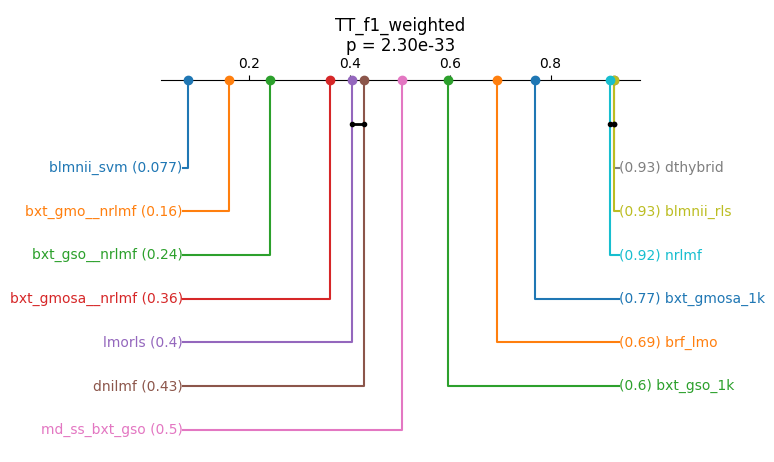 TT_f1_weighted
p = 2.30e-33
0.2 0.4 0.6 0.8
blmnii_svm (0.077)
bxt_gmo__nrlmf (0.16)
bxt_gso__nrlmf (0.24)
bxt_gmosa__nrlmf (0.36)
lmorls (0.4)
dnilmf (0.43)
md_ss_bxt_gso (0.5)
(0.93) dthybrid
(0.93) blmnii_rls
(0.92) nrlmf
(0.77) bxt_gmosa_1k
(0.69) brf_lmo
(0.6) bxt_gso_1k